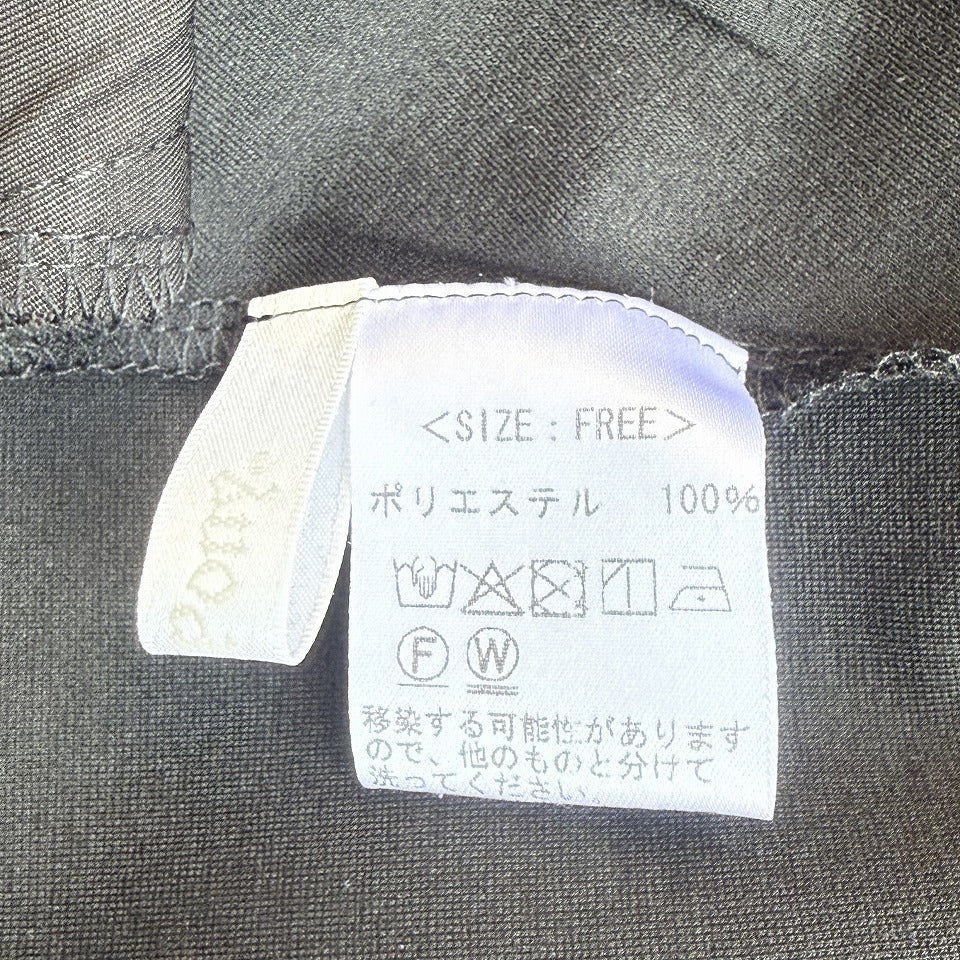 <SIZE : FREE>
ポリエステル 100%
F W
移染する可能性があります
ので、他のものと分けて
洗ってください。